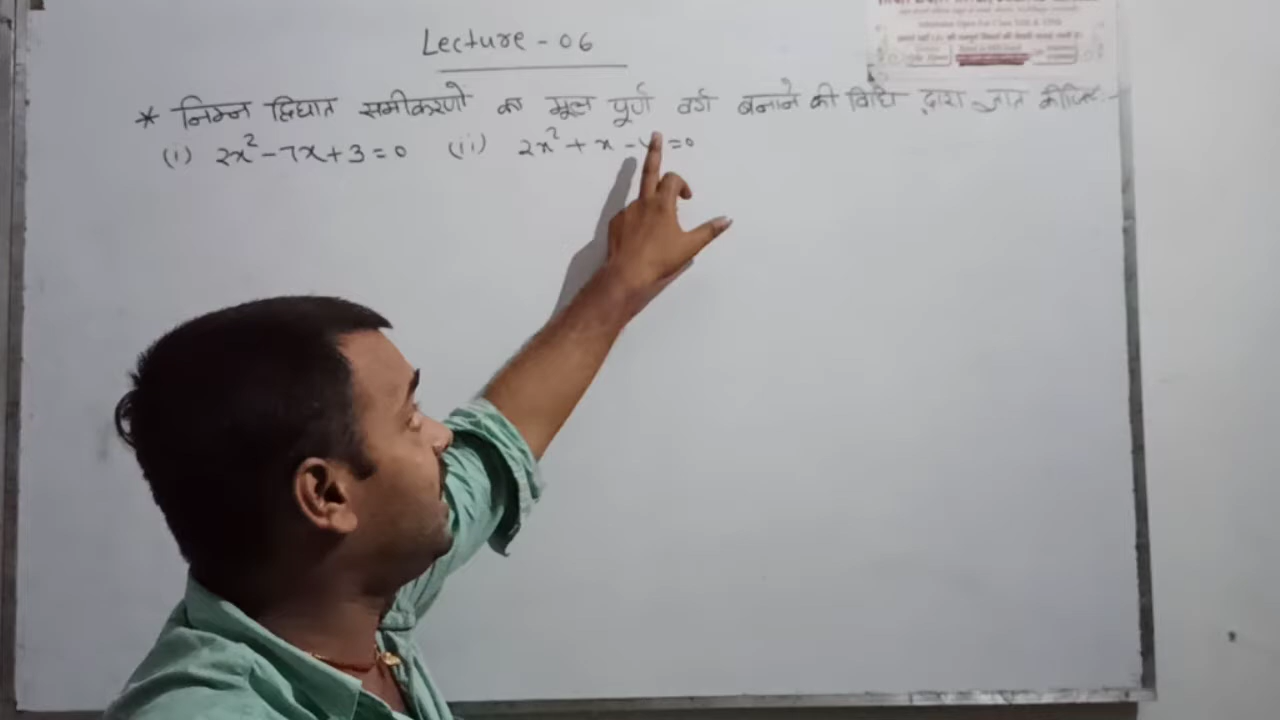 Lecture - 06
* निम्न द्विघात समीकरणो का मूल पूर्ण वर्ग बनाने की विधि द्वारा ज्ञात कीजिए:-
(i) 2x² - 7x + 3 = 0 (ii) 2x² + x - 4 = 0